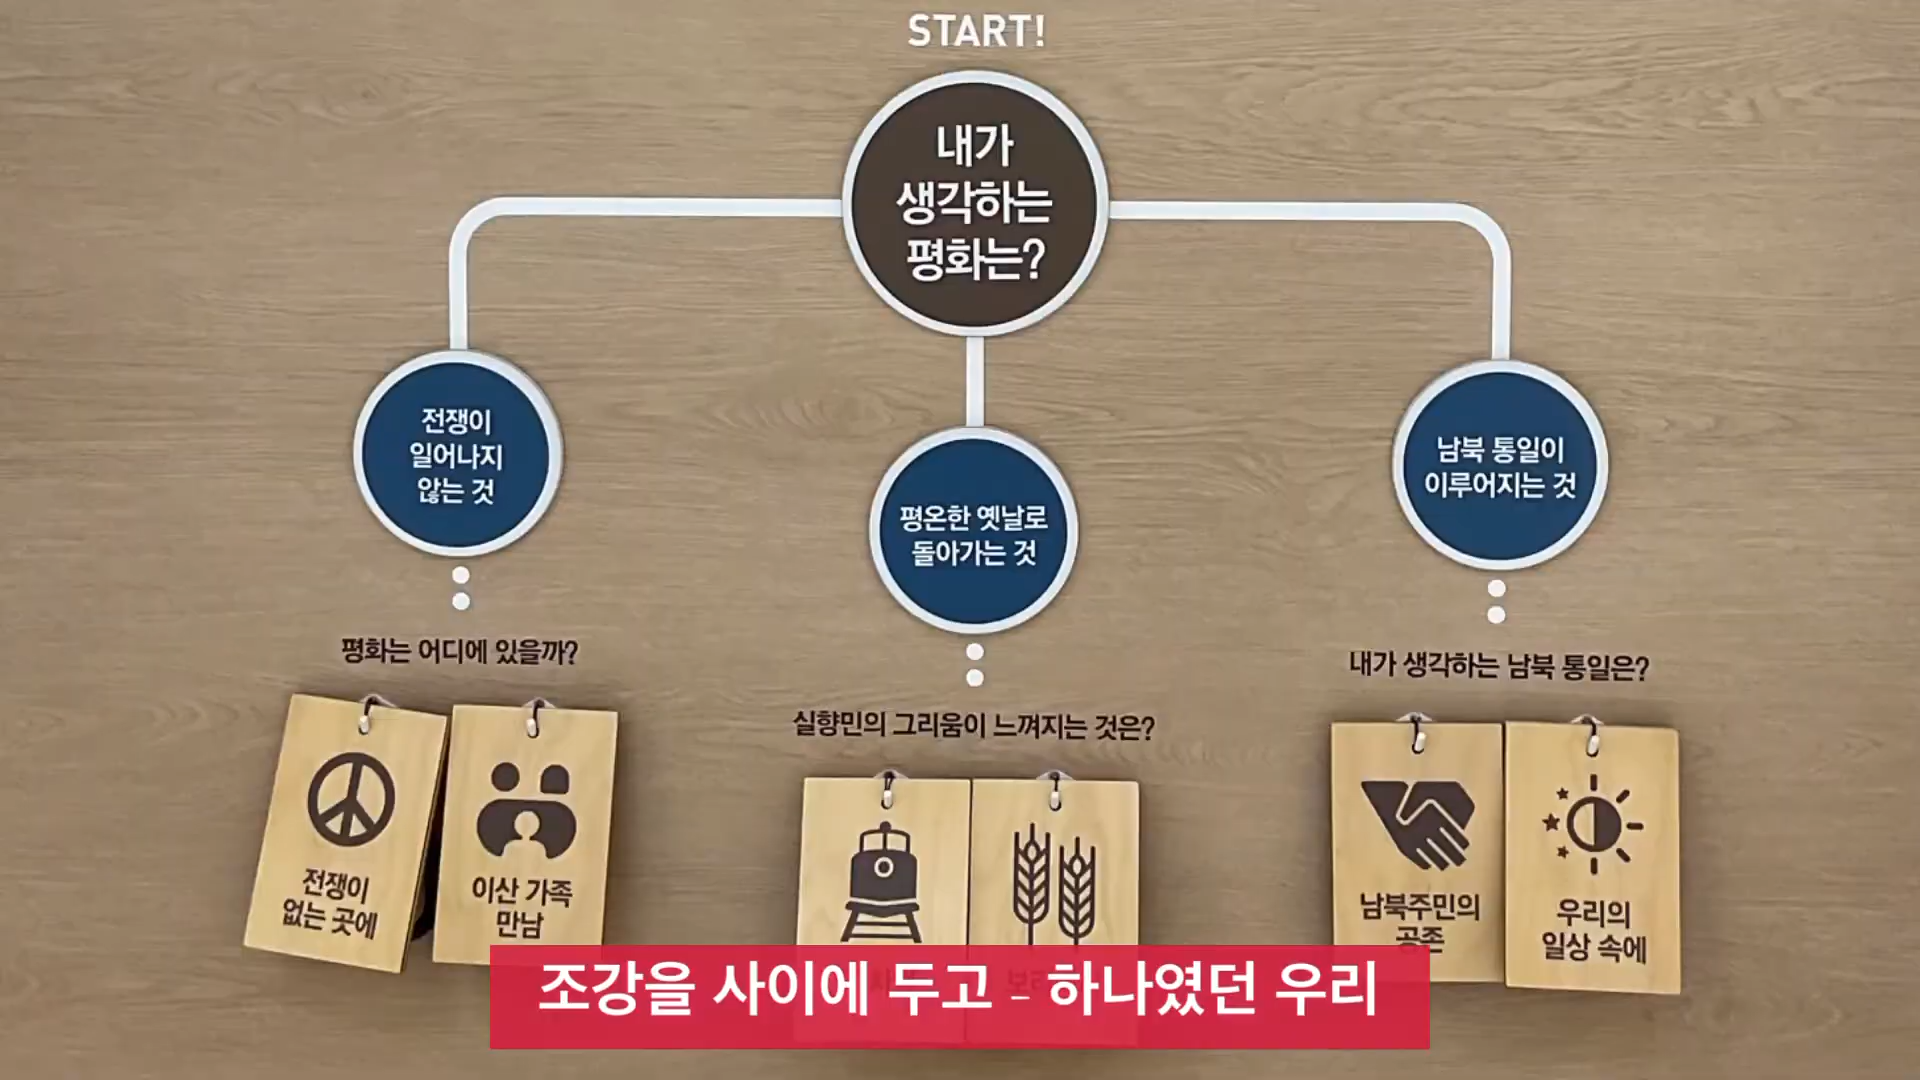 START!
내가
생각하는
평화는?
전쟁이
일어나지
않는 것
평화는 어디에 있을까?
전쟁이
없는 곳에
이산 가족
만남
평온한 옛날로
돌아가는 것
실향민의 그리움이 느껴지는 것은?
남북 통일이
이루어지는 것
내가 생각하는 남북 통일은?
남북주민의
공존
우리의
일상 속에
조강을 사이에 두고 - 하나였던 우리